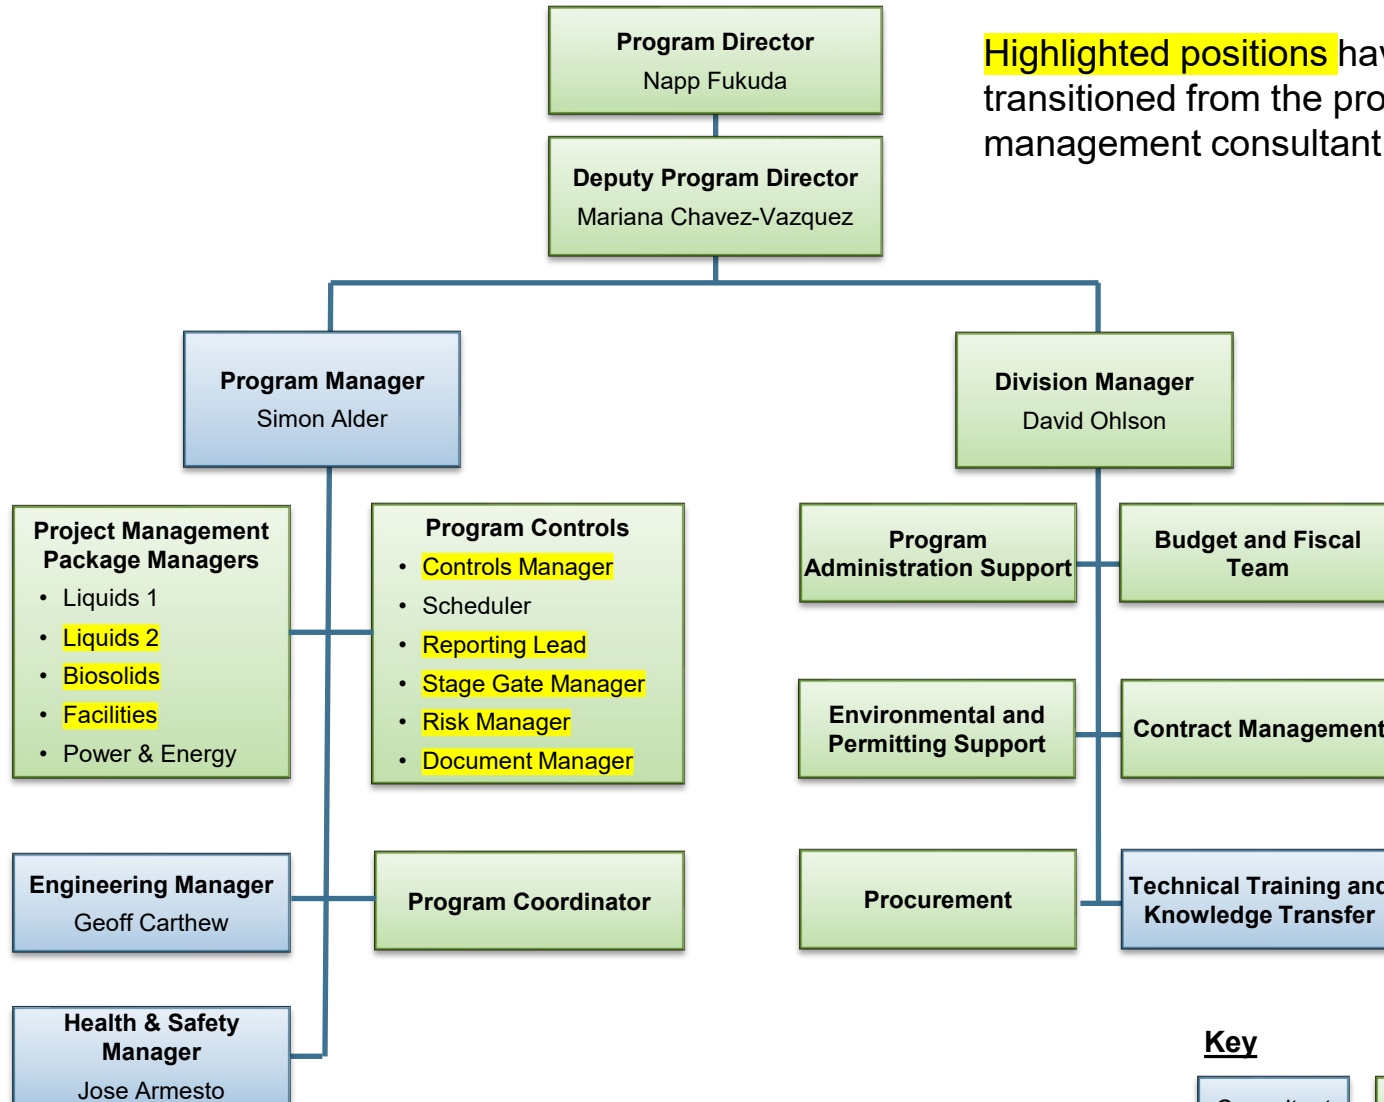 Program Director
Napp Fukuda
Highlighted positions
transitioned from the
management consultant
Deputy Program Director
Mariana Chavez-Vazquez
Program Manager
Simon Alder
Division Manager
David Ohlson
Project Management
Package Managers
• Liquids 1
• Liquids 2
• Biosolids
• Facilities
• Power & Energy
Program Controls
• Controls Manager
• Scheduler
• Reporting Lead
• Stage Gate Manager
• Risk Manager
• Document Manager
Program
Administration Support
Budget and Fiscal
Team
Environmental and
Permitting Support
Contract Management
Engineering Manager
Geoff Carthew
Program Coordinator
Procurement
Technical Training and
Knowledge Transfer
Health & Safety
Manager
Jose Armesto
Key